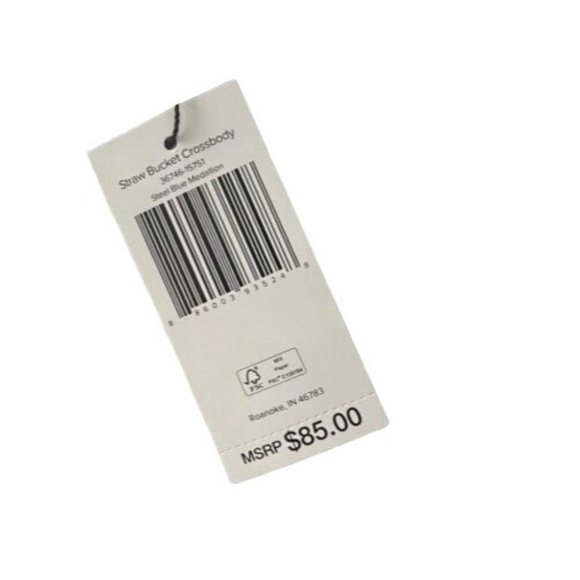 Straw Bucket Crossbody
36746-15751
Steel Blue Medallion
8 86003 93524 8
FSC
MIX
Paper
Roanoke, IN 46783
MSRP $85.00